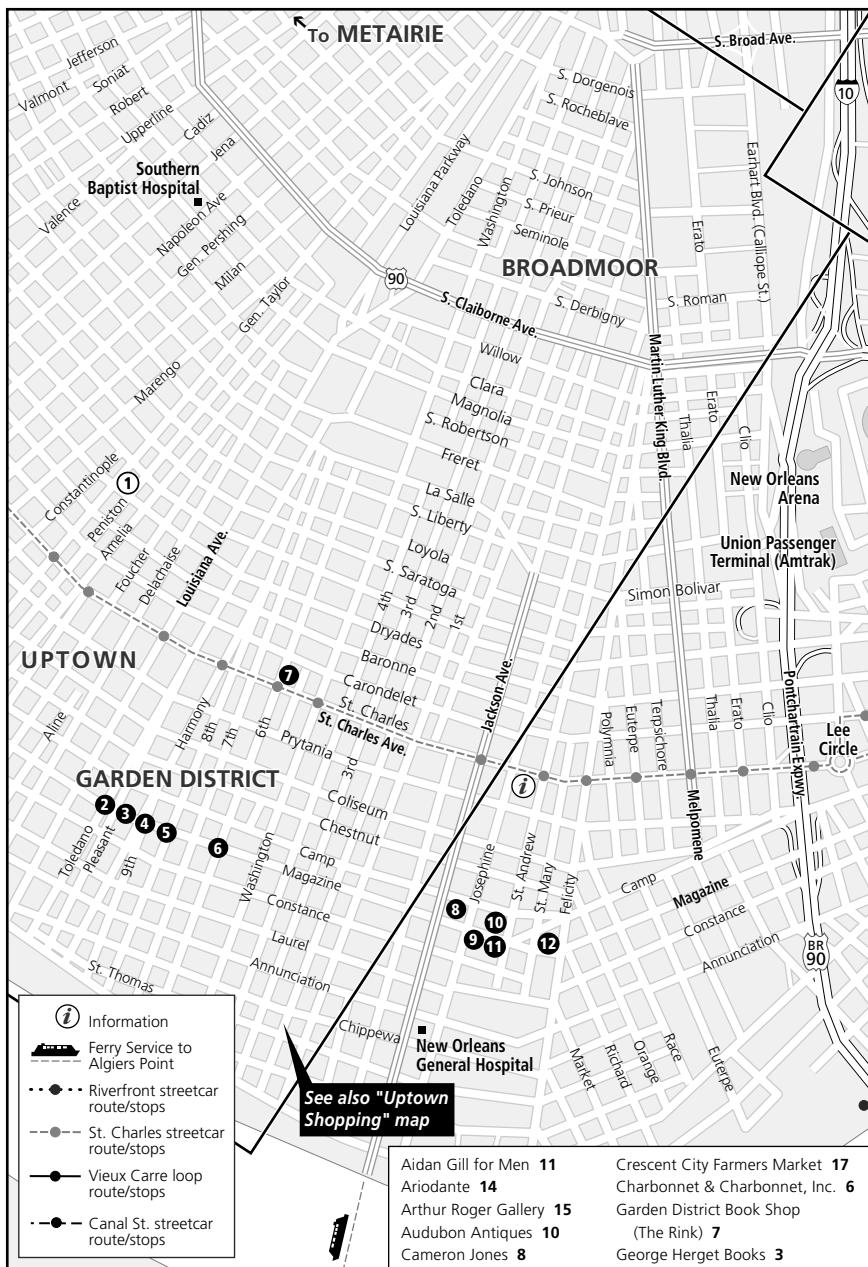 To METAIRIE
S. Broad Ave.
10
Jefferson
Soniat
Valmont
Robert
Upperline
Cadiz
Jena
Southern
Baptist Hospital
Valence
Napoleon Ave
Gen. Pershing
Milan
Gen. Taylor
Marengo
S. Dorgenois
S. Rocheblave
Louisiana Parkway
Toledano
Washington
S. Johnson
S. Prieur
Seminole
BROADMOOR
Erato
Earhart Blvd. (Calliope St.)
90
S. Claiborne Ave.
S. Derbigny
S. Roman
Martin Luther King Blvd.
Willow
Clara
Magnolia
S. Robertson
Freret
La Salle
S. Liberty
Loyola
S. Saratoga
4th
3rd
2nd
1st
Dryades
Baronne
Carondelet
St. Charles
St. Charles Ave.
Thalia
Erato
Clio
New Orleans
Arena
Union Passenger
Terminal (Amtrak)
Simon Bolivar
Constantinople
1
Peniston
Amelia
Foucher
Delachaise
Louisiana Ave.
UPTOWN
7
Jackson Ave.
Pontchartrain Expwy.
Polymnia
Euterpe
Terpsichore
Thalia
Erato
Clio
Lee
Circle
Aline
Harmony
8th
7th
6th
Prytania
3rd
i
Melpomene
GARDEN DISTRICT
Coliseum
Chestnut
2
3
4
5
6
Toledano
Pleasant
9th
Washington
Camp
Magazine
Constance
Laurel
Annunciation
Josephine
St. Andrew
St. Mary
Felicity
Camp
Magazine
Constance
Annunciation
8
9
10
11
12
BR
90
St. Thomas
Chippewa
New Orleans
General Hospital
Market
Richard
Orange
Race
Euterpe
i Information
Ferry Service to
Algiers Point
Riverfront streetcar
route/stops
St. Charles streetcar
route/stops
Vieux Carre loop
route/stops
Canal St. streetcar
route/stops
See also "Uptown
Shopping" map
Aidan Gill for Men 11
Ariodante 14
Arthur Roger Gallery 15
Audubon Antiques 10
Cameron Jones 8
Crescent City Farmers Market 17
Charbonnet & Charbonnet, Inc. 6
Garden District Book Shop
(The Rink) 7
George Herget Books 3